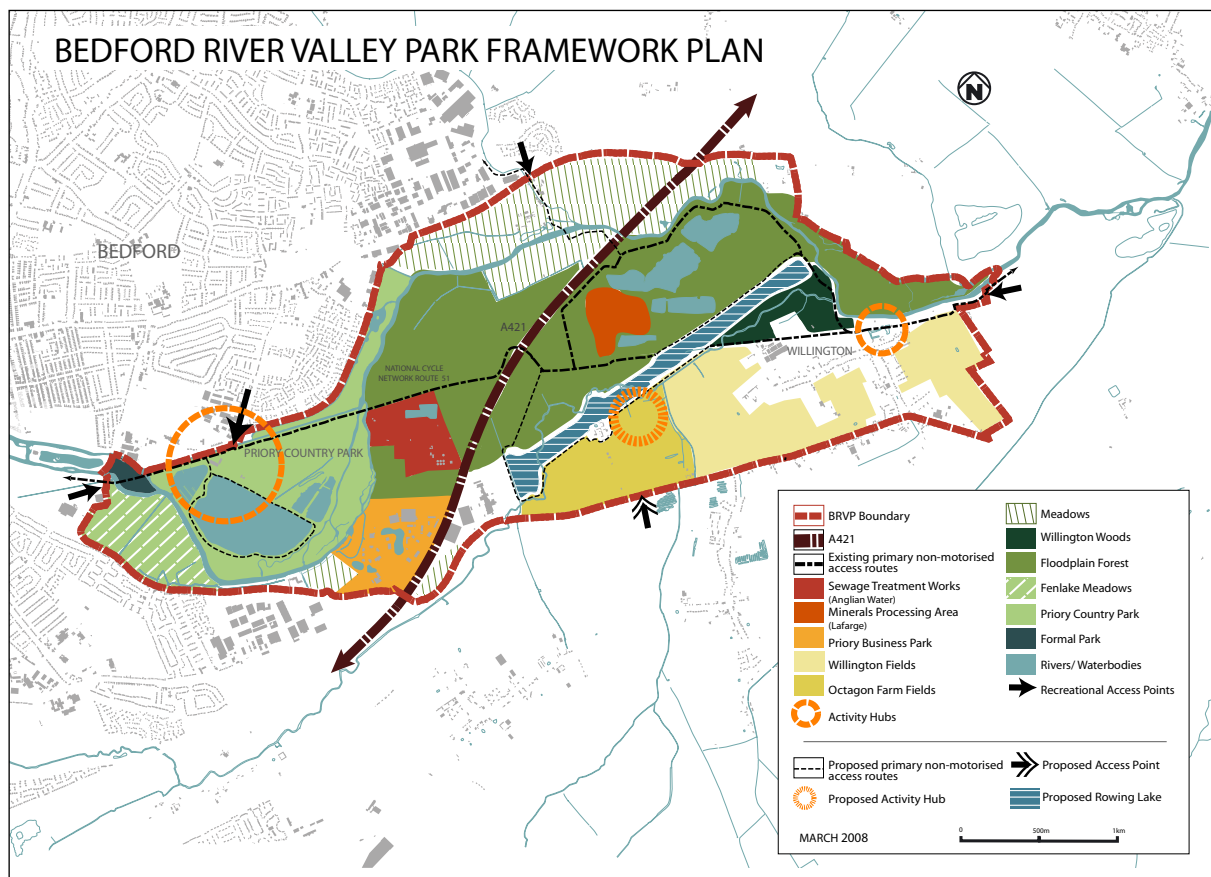 BEDFORD RIVER VALLEY PARK FRAMEWORK PLAN
N
BEDFORD
A421
NATIONAL CYCLE
NETWORK ROUTE 51
WILLINGTON
PRIORY COUNTRY PARK
BRVP Boundary
A421
Existing primary non-motorised
access routes
Sewage Treatment Works
(Anglian Water)
Minerals Processing Area
(Lafarge)
Priory Business Park
Willington Fields
Octagon Farm Fields
Activity Hubs
Meadows
Willington Woods
Floodplain Forest
Fenlake Meadows
Priory Country Park
Formal Park
Rivers/ Waterbodies
Recreational Access Points
Proposed primary non-motorised
access routes
Proposed Activity Hub
Proposed Access Point
Proposed Rowing Lake
MARCH 2008
0 500m 1km